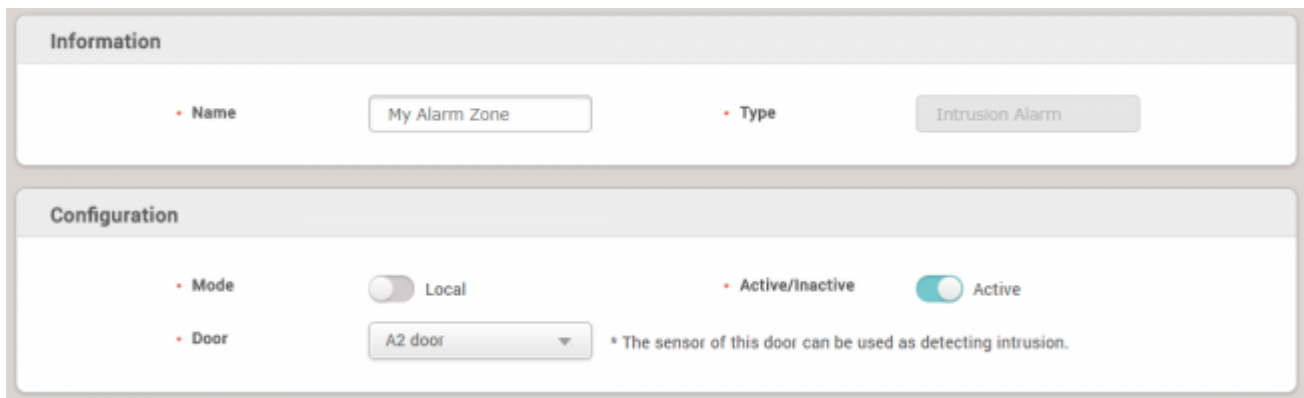 Information
• Name My Alarm Zone • Type Intrusion Alarm
Configuration
• Mode Local • Active/Inactive Active
• Door A2 door * The sensor of this door can be used as detecting intrusion.